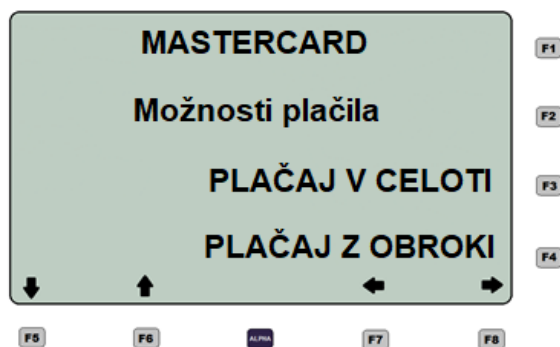 MASTERCARD
F1
Možnosti plačila
F2
PLAČAJ V CELOTI
F3
PLAČAJ Z OBROKI
F4
F5 F6 ALPHA F7 F8